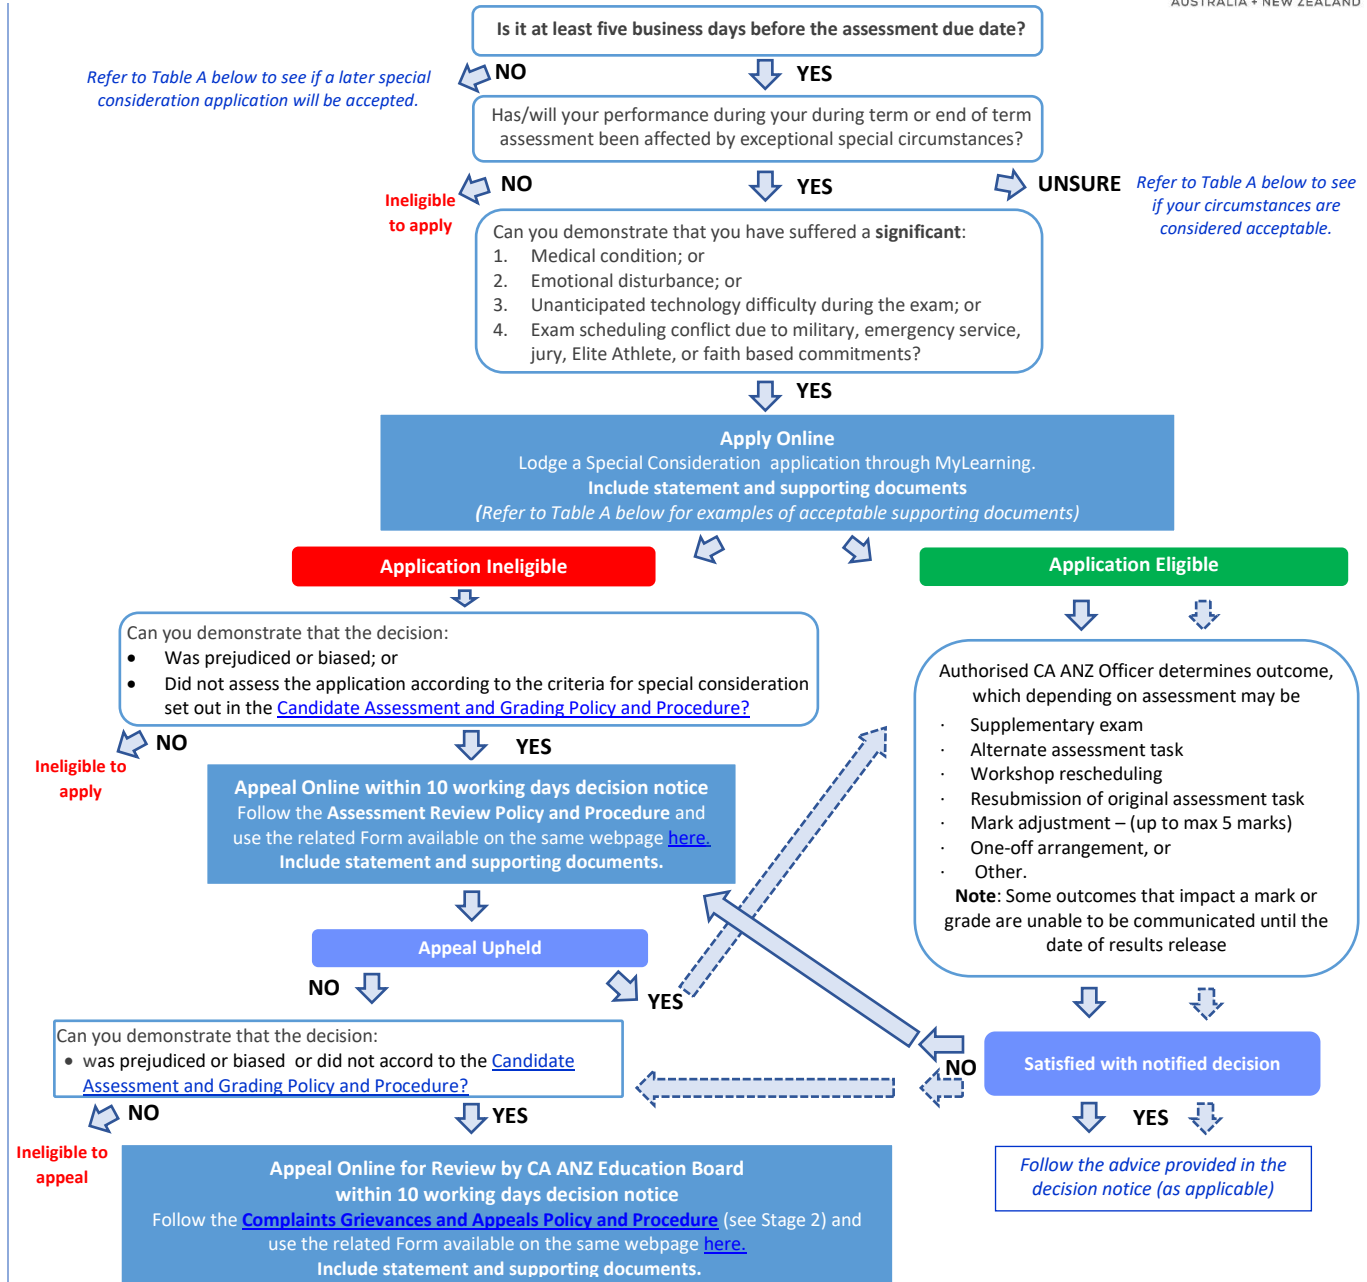 AUSTRALIA + NEW ZEALAND
Is it at least five business days before the assessment due date?
NO
YES
Refer to Table A below to see if a later special
consideration application will be accepted.
Has/will your performance during your during term or end of term
assessment been affected by exceptional special circumstances?
NO
YES
UNSURE
Ineligible
to apply
Refer to Table A below to see
if your circumstances are
considered acceptable.
Can you demonstrate that you have suffered a significant:
1. Medical condition; or
2. Emotional disturbance; or
3. Unanticipated technology difficulty during the exam; or
4. Exam scheduling conflict due to military, emergency service,
jury, Elite Athlete, or faith based commitments?
YES
Apply Online
Lodge a Special Consideration application through MyLearning.
Include statement and supporting documents
(Refer to Table A below for examples of acceptable supporting documents)
Application Ineligible
Application Eligible
Can you demonstrate that the decision:
• Was prejudiced or biased; or
• Did not assess the application according to the criteria for special consideration
set out in the Candidate Assessment and Grading Policy and Procedure?
NO
YES
Ineligible to
apply
Authorised CA ANZ Officer determines outcome,
which depending on assessment may be
· Supplementary exam
· Alternate assessment task
· Workshop rescheduling
· Resubmission of original assessment task
· Mark adjustment – (up to max 5 marks)
· One-off arrangement, or
· Other.
Note: Some outcomes that impact a mark or
grade are unable to be communicated until the
date of results release
Appeal Online within 10 working days decision notice
Follow the Assessment Review Policy and Procedure and
use the related Form available on the same webpage here.
Include statement and supporting documents.
Appeal Upheld
NO
YES
Can you demonstrate that the decision:
• was prejudiced or biased or did not accord to the Candidate
Assessment and Grading Policy and Procedure?
Satisfied with notified decision
NO
NO
YES
YES
Ineligible to
appeal
Follow the advice provided in the
decision notice (as applicable)
Appeal Online for Review by CA ANZ Education Board
within 10 working days decision notice
Follow the Complaints Grievances and Appeals Policy and Procedure (see Stage 2) and
use the related Form available on the same webpage here.
Include statement and supporting documents.